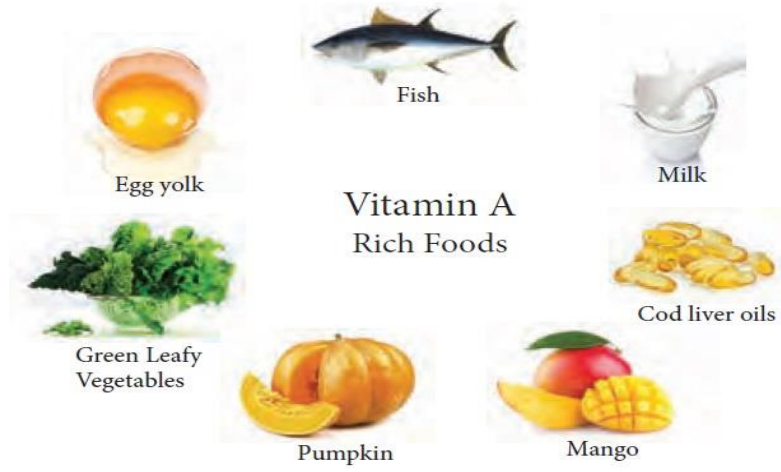 Fish
Egg yolk
Milk
Vitamin A
Rich Foods
Cod liver oils
Green Leafy
Vegetables
Pumpkin
Mango